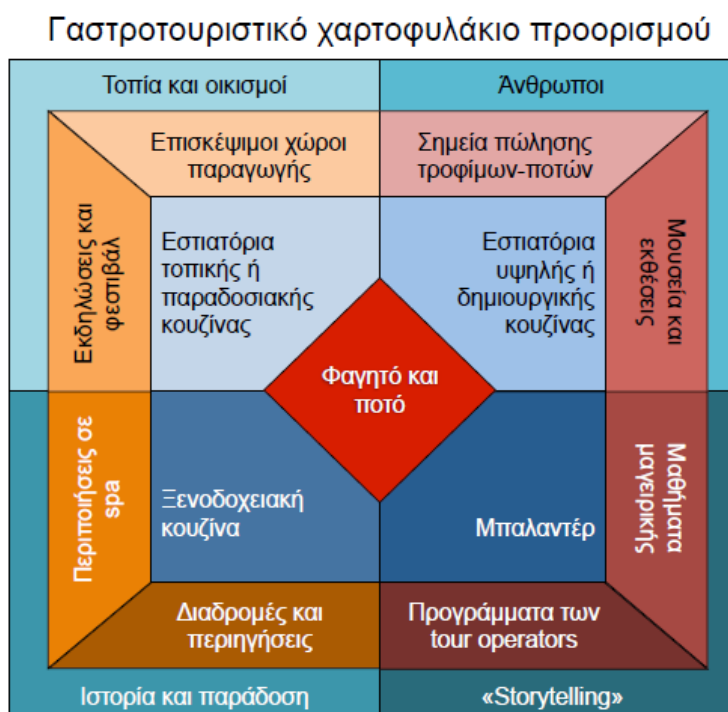 Γαστροτουριστικό χαρτοφυλάκιο προορισμού
Τοπία και οικισμοί
Άνθρωποι
Επισκέψιμοι χώροι
παραγωγής
Σημεία πώλησης
τροφίμων-ποτών
Εκδηλώσεις και
φεστιβάλ
Εστιατόρια
τοπικής ή
παραδοσιακής
κουζίνας
Εστιατόρια
υψηλής ή
δημιουργικής
κουζίνας
Μουσεία και
εκθέσεις
Φαγητό και
ποτό
Περιποιήσεις σε
spa
Ξενοδοχειακή
κουζίνα
Μπαλαντέρ
Μαθήματα
μαγειρικής
Διαδρομές και
περιηγήσεις
Προγράμματα των
tour operators
Ιστορία και παράδοση
«Storytelling»